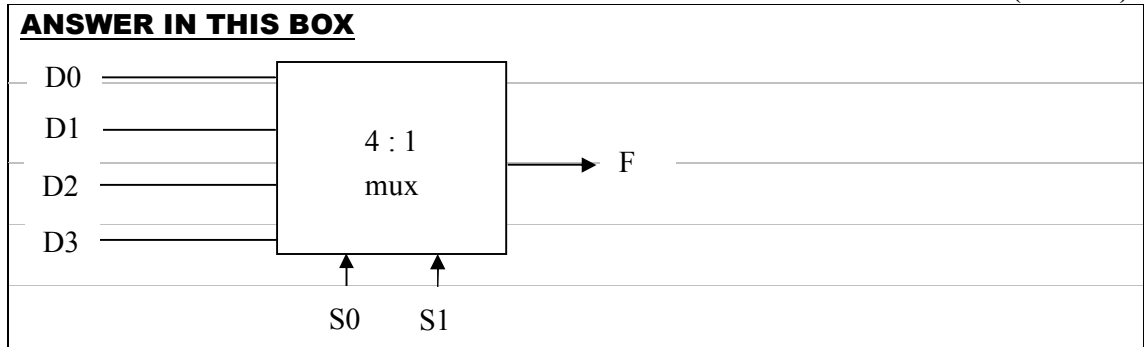 ANSWER IN THIS BOX
D0
D1
4 : 1
F
D2
mux
D3
S0 S1